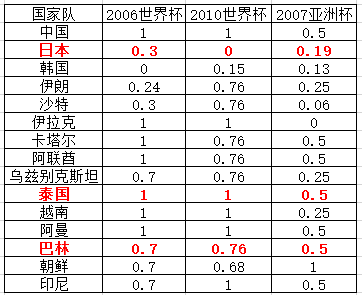 国家队 2006世界杯 2010世界杯 2007亚洲杯
中国 1 1 0.5
日本 0.3 0 0.19
韩国 0 0.15 0.13
伊朗 0.24 0.76 0.25
沙特 0.3 0.76 0.06
伊拉克 1 1 0
卡塔尔 1 0.76 0.5
阿联酋 1 0.76 0.5
乌兹别克斯坦 0.7 0.76 0.25
泰国 1 1 0.5
越南 1 1 0.25
阿曼 1 1 0.5
巴林 0.7 0.76 0.5
朝鲜 0.7 0.68 1
印尼 0.7 1 0.5